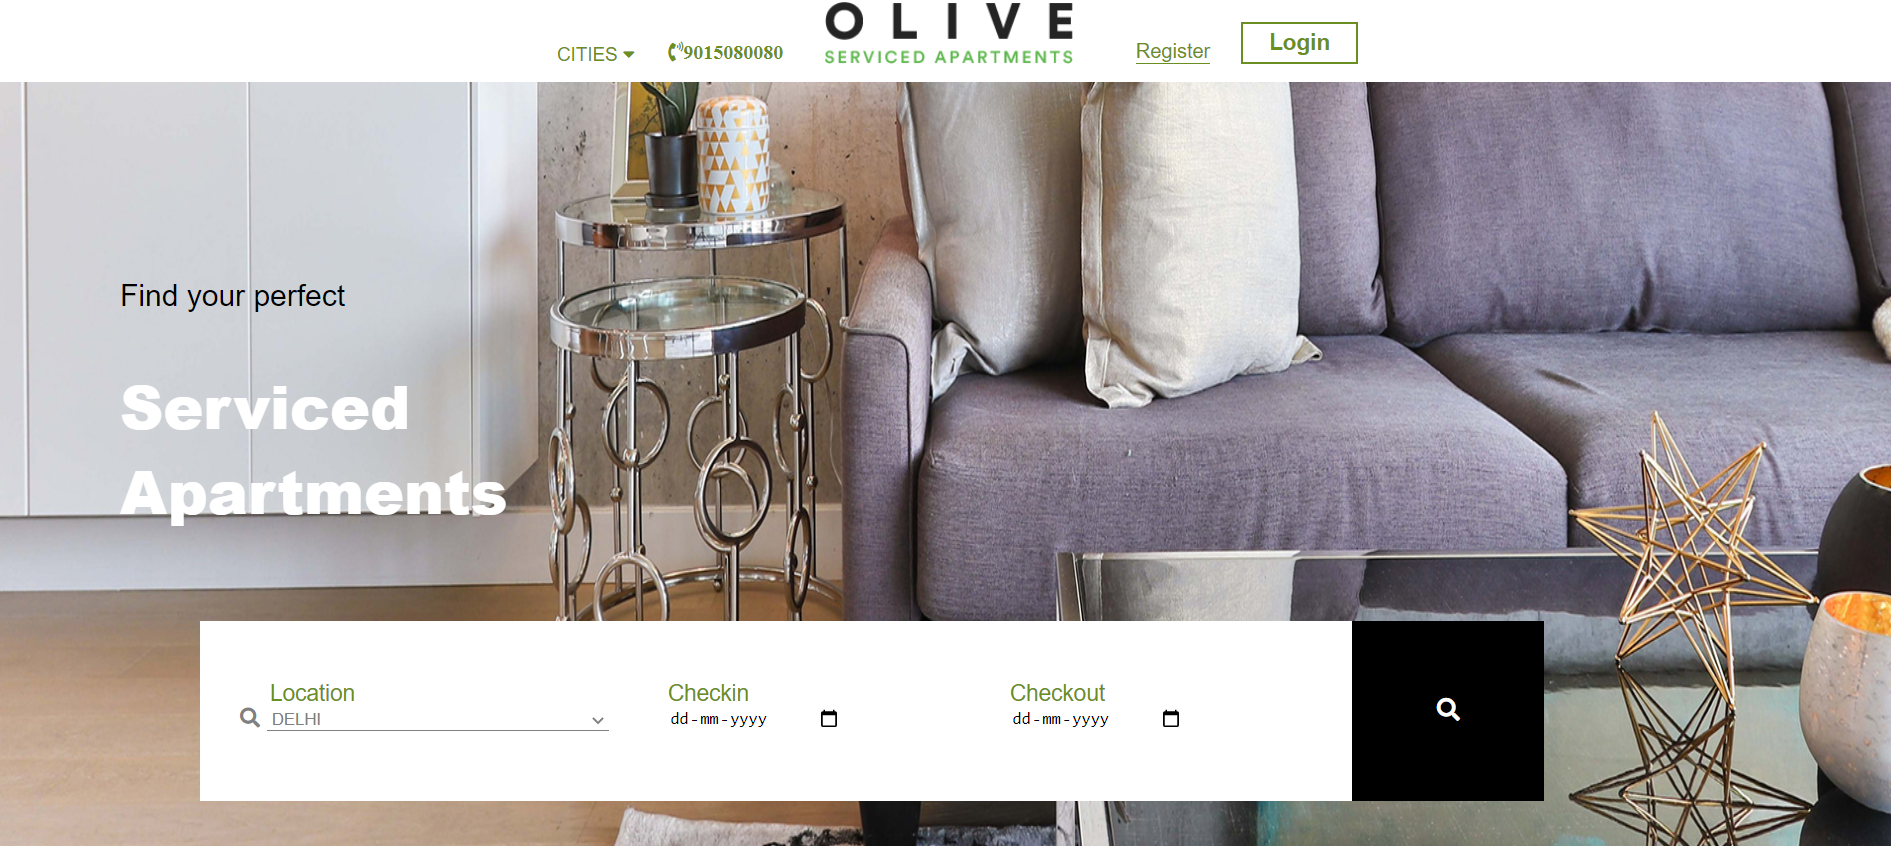 OLIVE
SERVICED APARTMENTS
CITIES
9015080080
Register
Login
Find your perfect
Serviced
Apartments
Location
DELHI
Checkin
dd-mm-yyyy
Checkout
dd-mm-yyyy